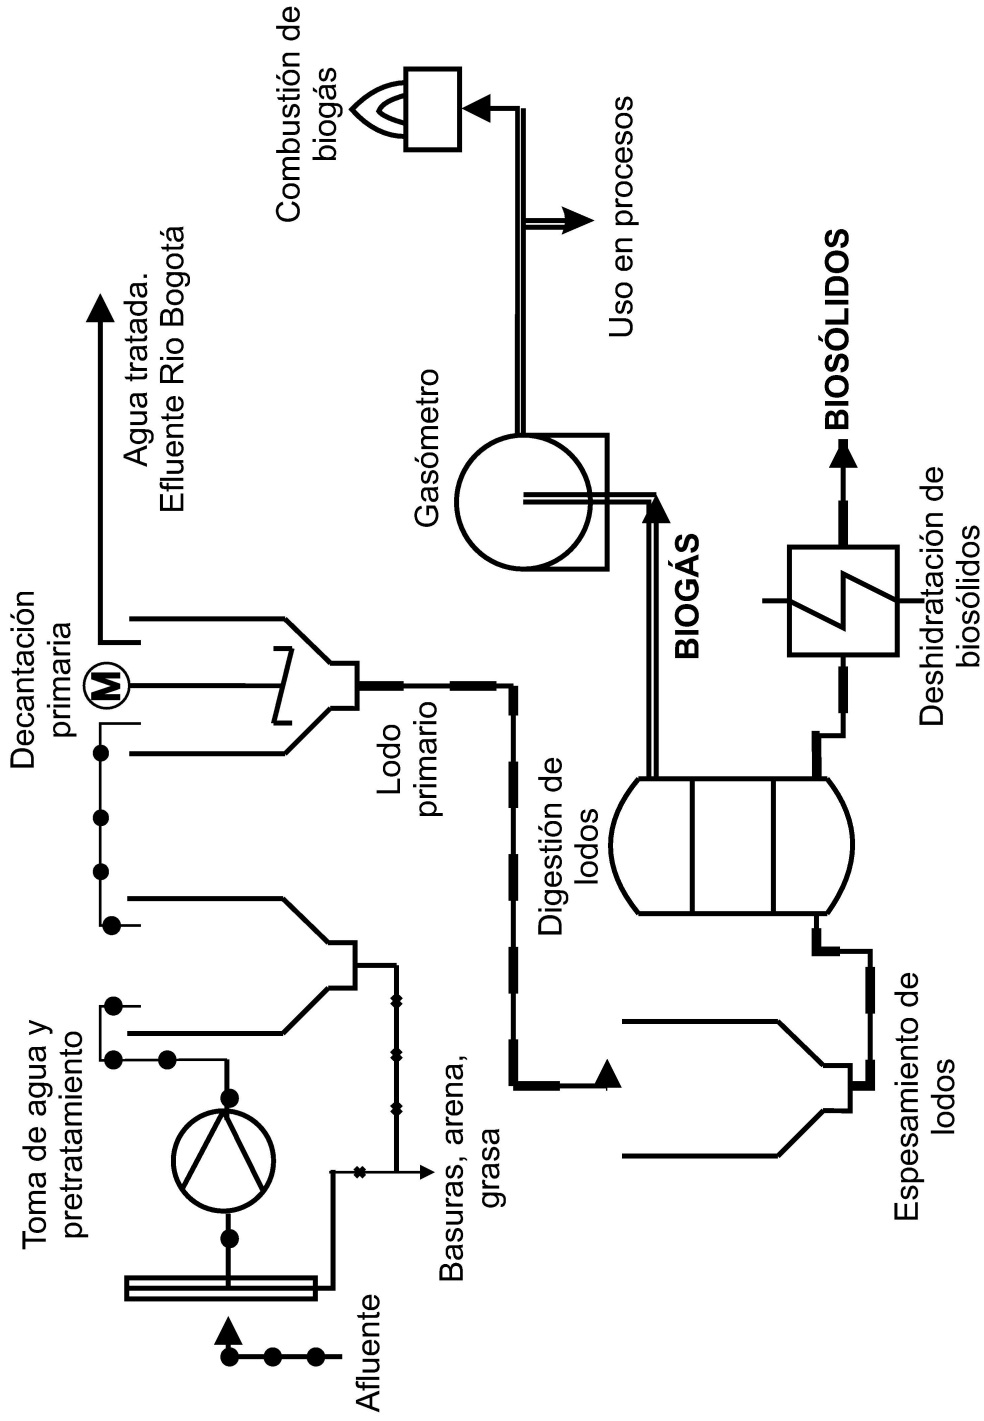 Toma de agua y
pretratamiento
Decantación
primaria
M
Agua tratada.
Efluente Rio Bogotá
Combustión de
biogás
Afluente
Basuras, arena,
grasa
Lodo
primario
Gasómetro
Uso en procesos
Digestión de
lodos
BIOGÁS
BIOSÓLIDOS
Espesamiento de
lodos
Deshidratación de
biosólidos